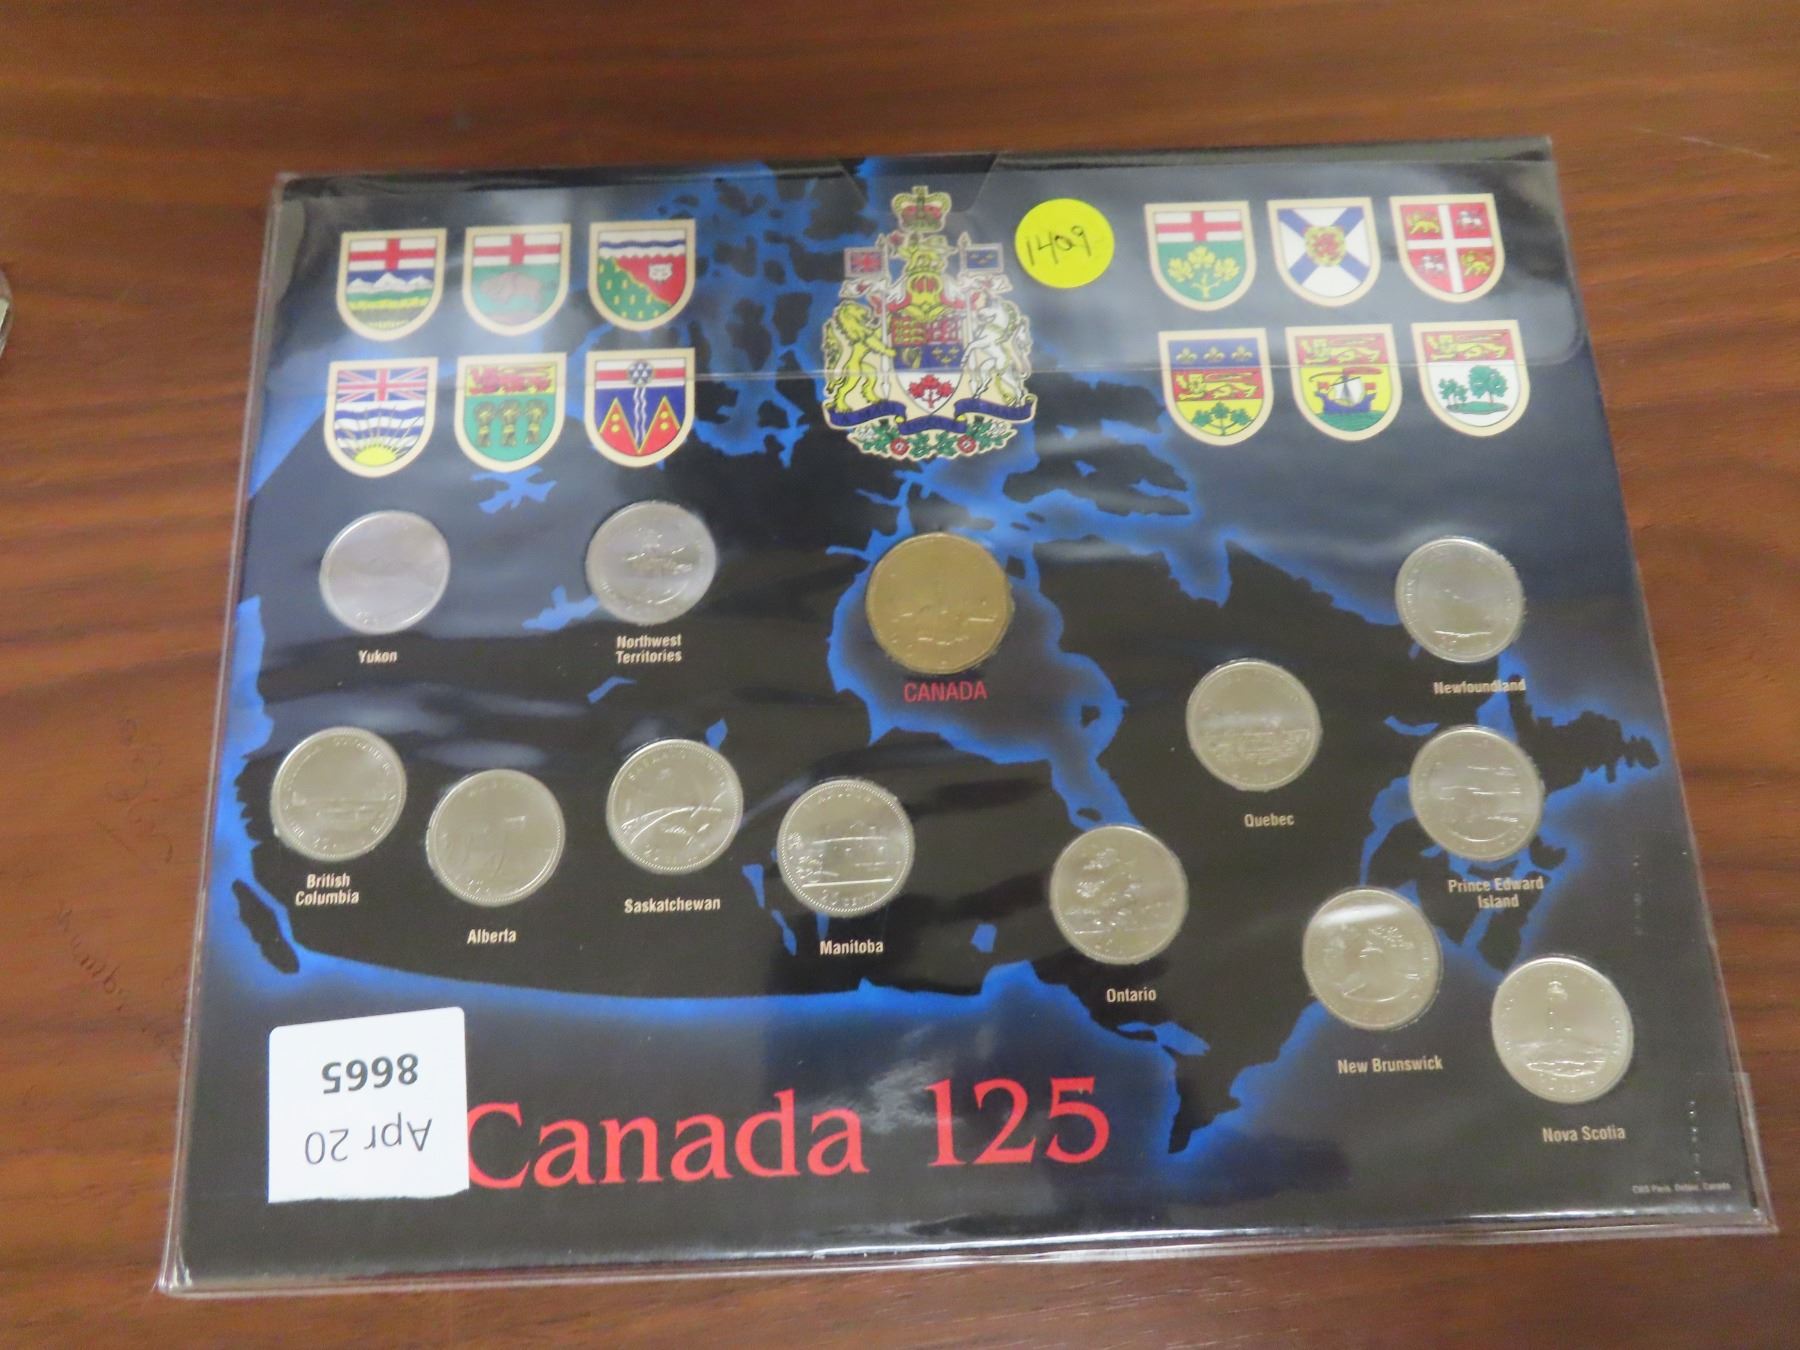 1409
Yukon
Northwest
Territories
CANADA
Newfoundland
British
Columbia
Alberta
Saskatchewan
Manitoba
Ontario
Quebec
Prince Edward
Island
New Brunswick
Nova Scotia
Apr 20
8665
Canada 125